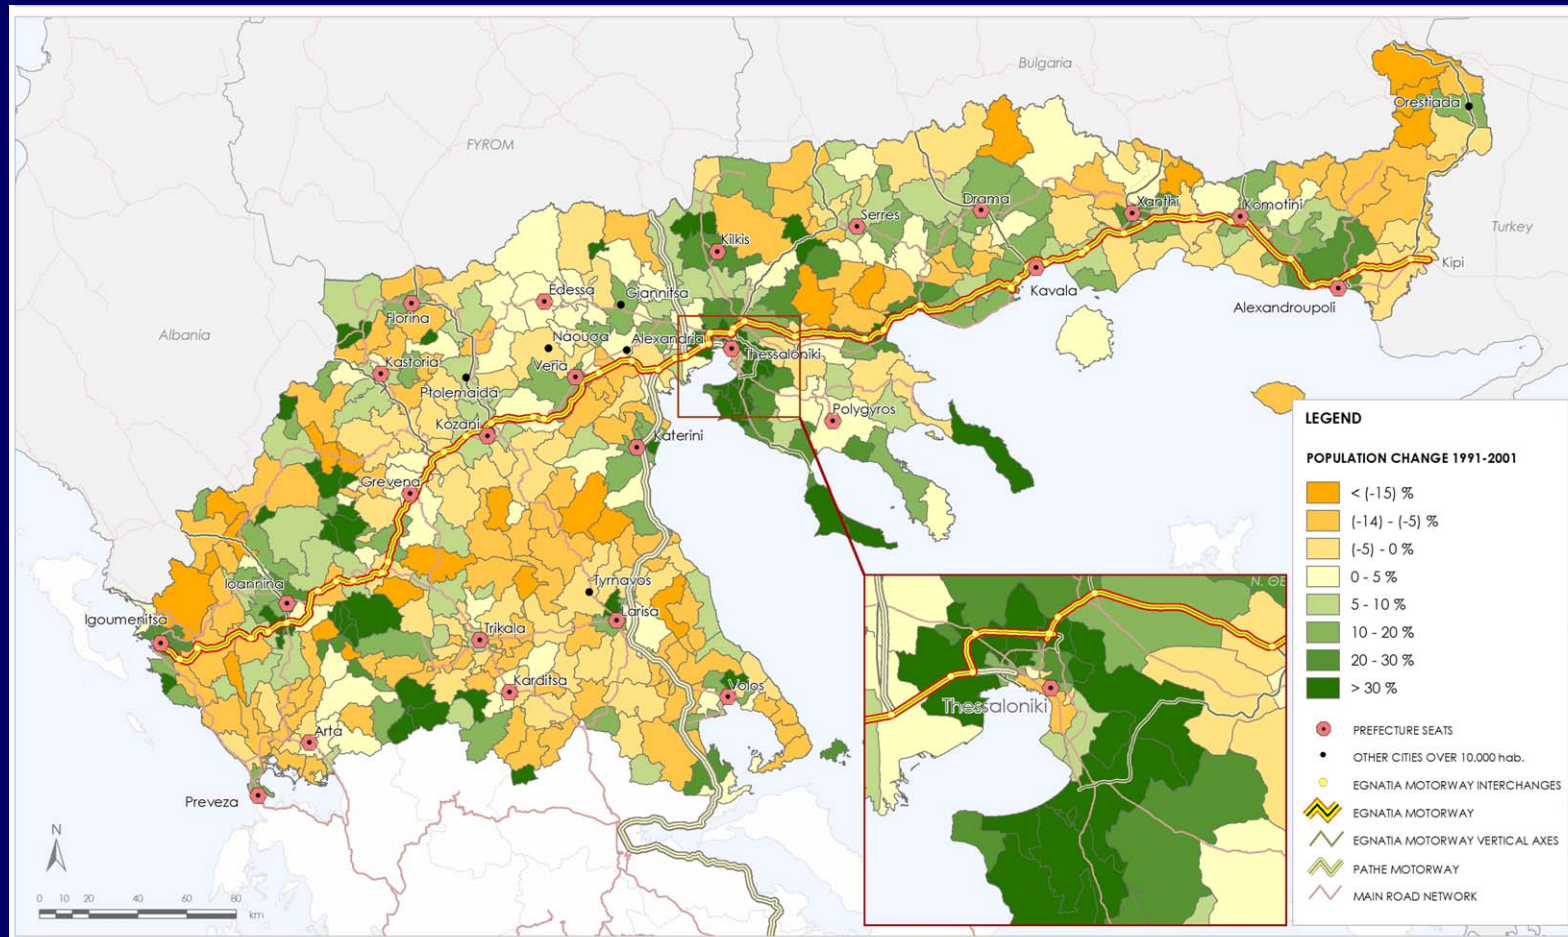 Bulgaria
FYROM
Albania
Turkey
Orestiada
Drama
Xanthi
Komotini
Serres
Kilkis
Kavala
Kipi
Alexandroupoli
Edessa
Giannitsa
Florina
Naousa
Alexandria
Thessaloniki
Kastoria
Veria
Ptolemaida
Polygyros
Kozani
Katerini
Grevena
Ioannina
Tyrnavos
Igoumenitsa
Larisa
Trikala
Karditsa
Volos
Arta
Preveza
N
0 10 20 40 60 80
km
Thessaloniki
LEGEND
POPULATION CHANGE 1991-2001
< (-15) %
(-14) - (-5) %
(-5) - 0 %
0 - 5 %
5 - 10 %
10 - 20 %
20 - 30 %
> 30 %
PREFECTURE SEATS
OTHER CITIES OVER 10.000 hab.
EGNATIA MOTORWAY INTERCHANGES
EGNATIA MOTORWAY
EGNATIA MOTORWAY VERTICAL AXES
PATHE MOTORWAY
MAIN ROAD NETWORK